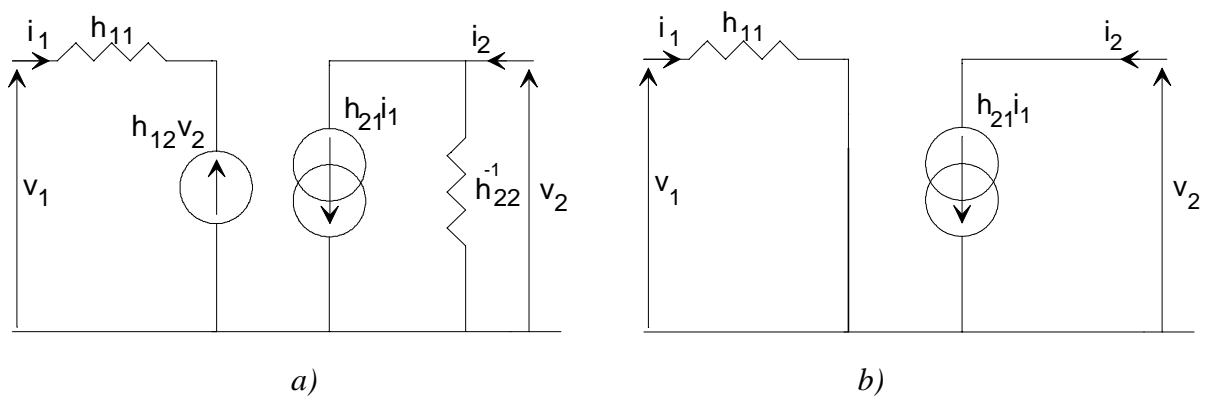 i1 h11 i2
h12v2 h21i1
v1 h22-1 v2
a)
i1 h11 i2
h21i1
v1 v2
b)